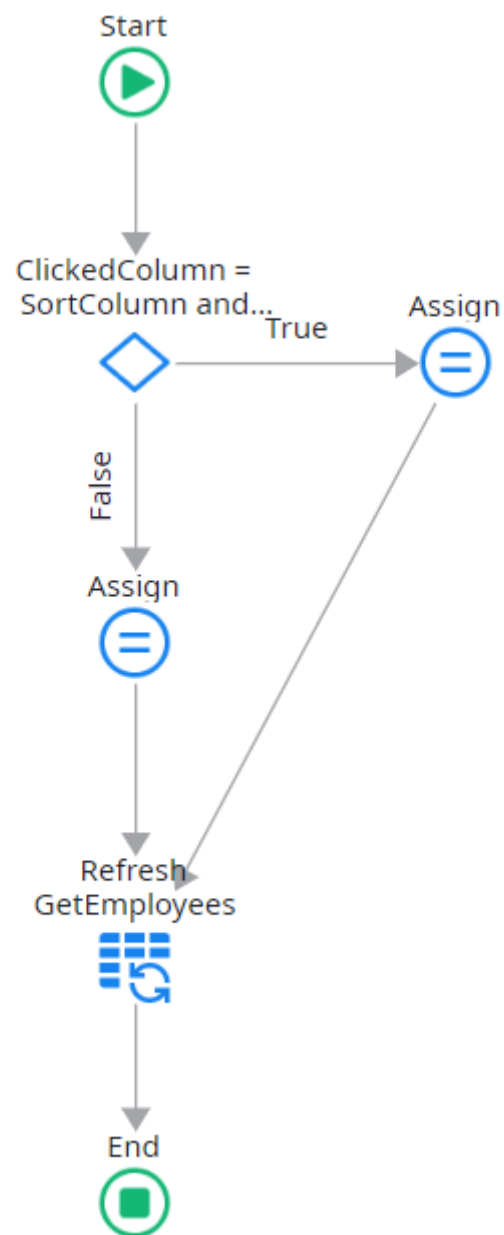 Start
ClickedColumn =
SortColumn and...
True
Assign
False
Assign
Refresh
GetEmployees
End